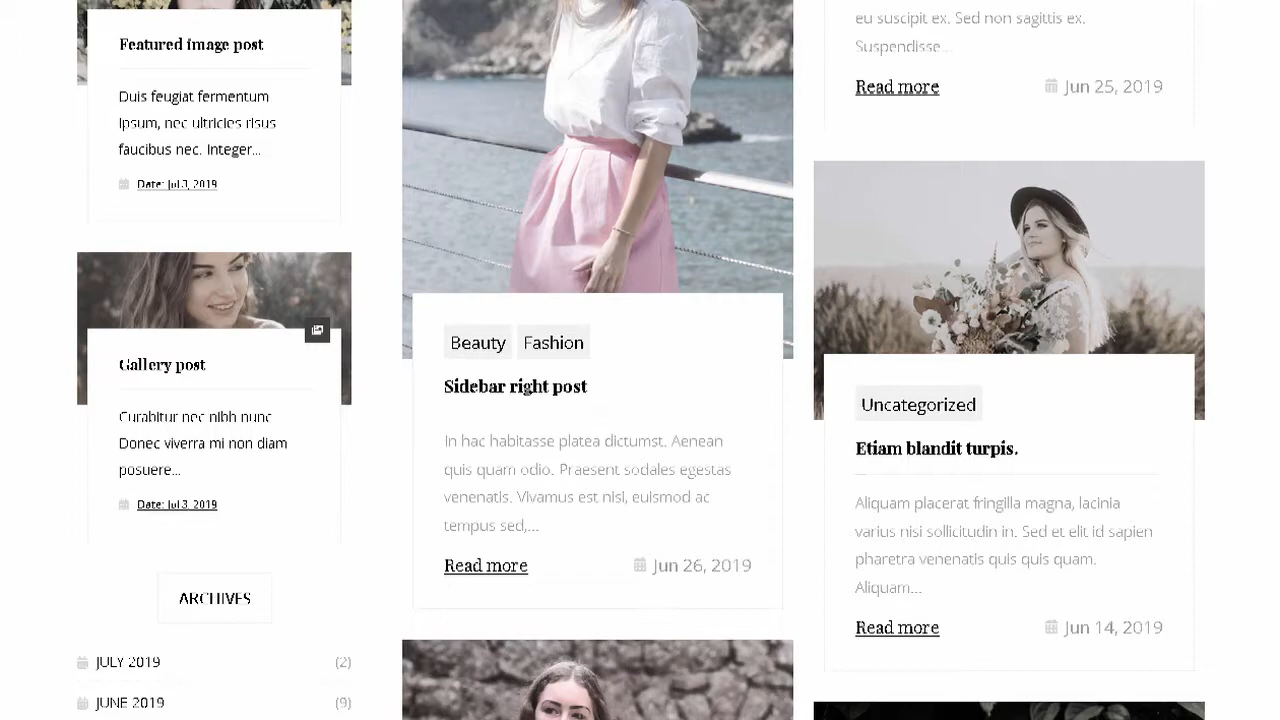 Featured image post
Duis feugiat fermentum
ipsum, nec ultricies risus
faucibus nec. Integer...
Date: Jul 3, 2019
Gallery post
Curabitur nec nibh nunc
Donec viverra mi non diam
posuere...
Date: Jul 3, 2019
ARCHIVES
JULY 2019 (2)
JUNE 2019 (9)
Beauty Fashion
Sidebar right post
In hac habitasse platea dictumst. Aenean
quis quam odio. Praesent sodales egestas
venenatis. Vivamus est nisi, euismod ac
tempus sed,...
Read more Jun 26, 2019
eu suscipit ex. Sed non sagittis ex.
Suspendisse...
Read more Jun 25, 2019
Uncategorized
Etiam blandit turpis.
Aliquam placerat fringilla magna, lacinia
varius nisi sollicitudin in. Sed et elit id sapien
pharetra venenatis quis quis quam.
Aliquam...
Read more Jun 14, 2019